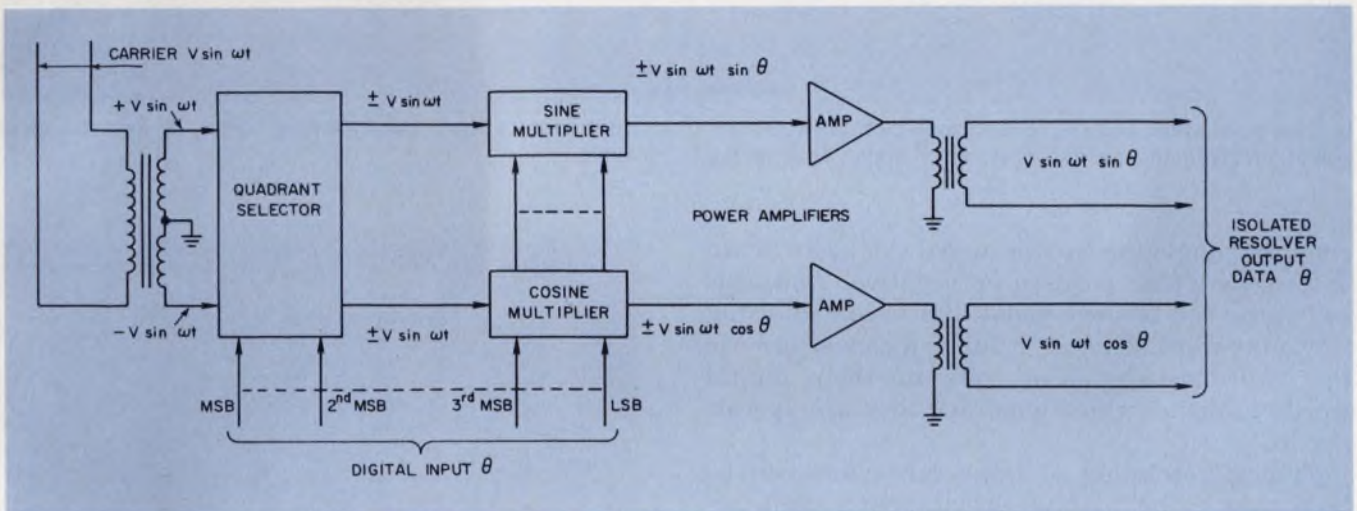 CARRIER V sin ωt
+ V sin ωt
− V sin ωt
QUADRANT
SELECTOR
± V sin ωt
± V sin ωt
SINE
MULTIPLIER
COSINE
MULTIPLIER
± V sin ωt sin θ
± V sin ωt cos θ
AMP
POWER AMPLIFIERS
AMP
V sin ωt sin θ
V sin ωt cos θ
ISOLATED
RESOLVER
OUTPUT
DATA θ
MSB
2nd MSB
3rd MSB
LSB
DIGITAL INPUT θ